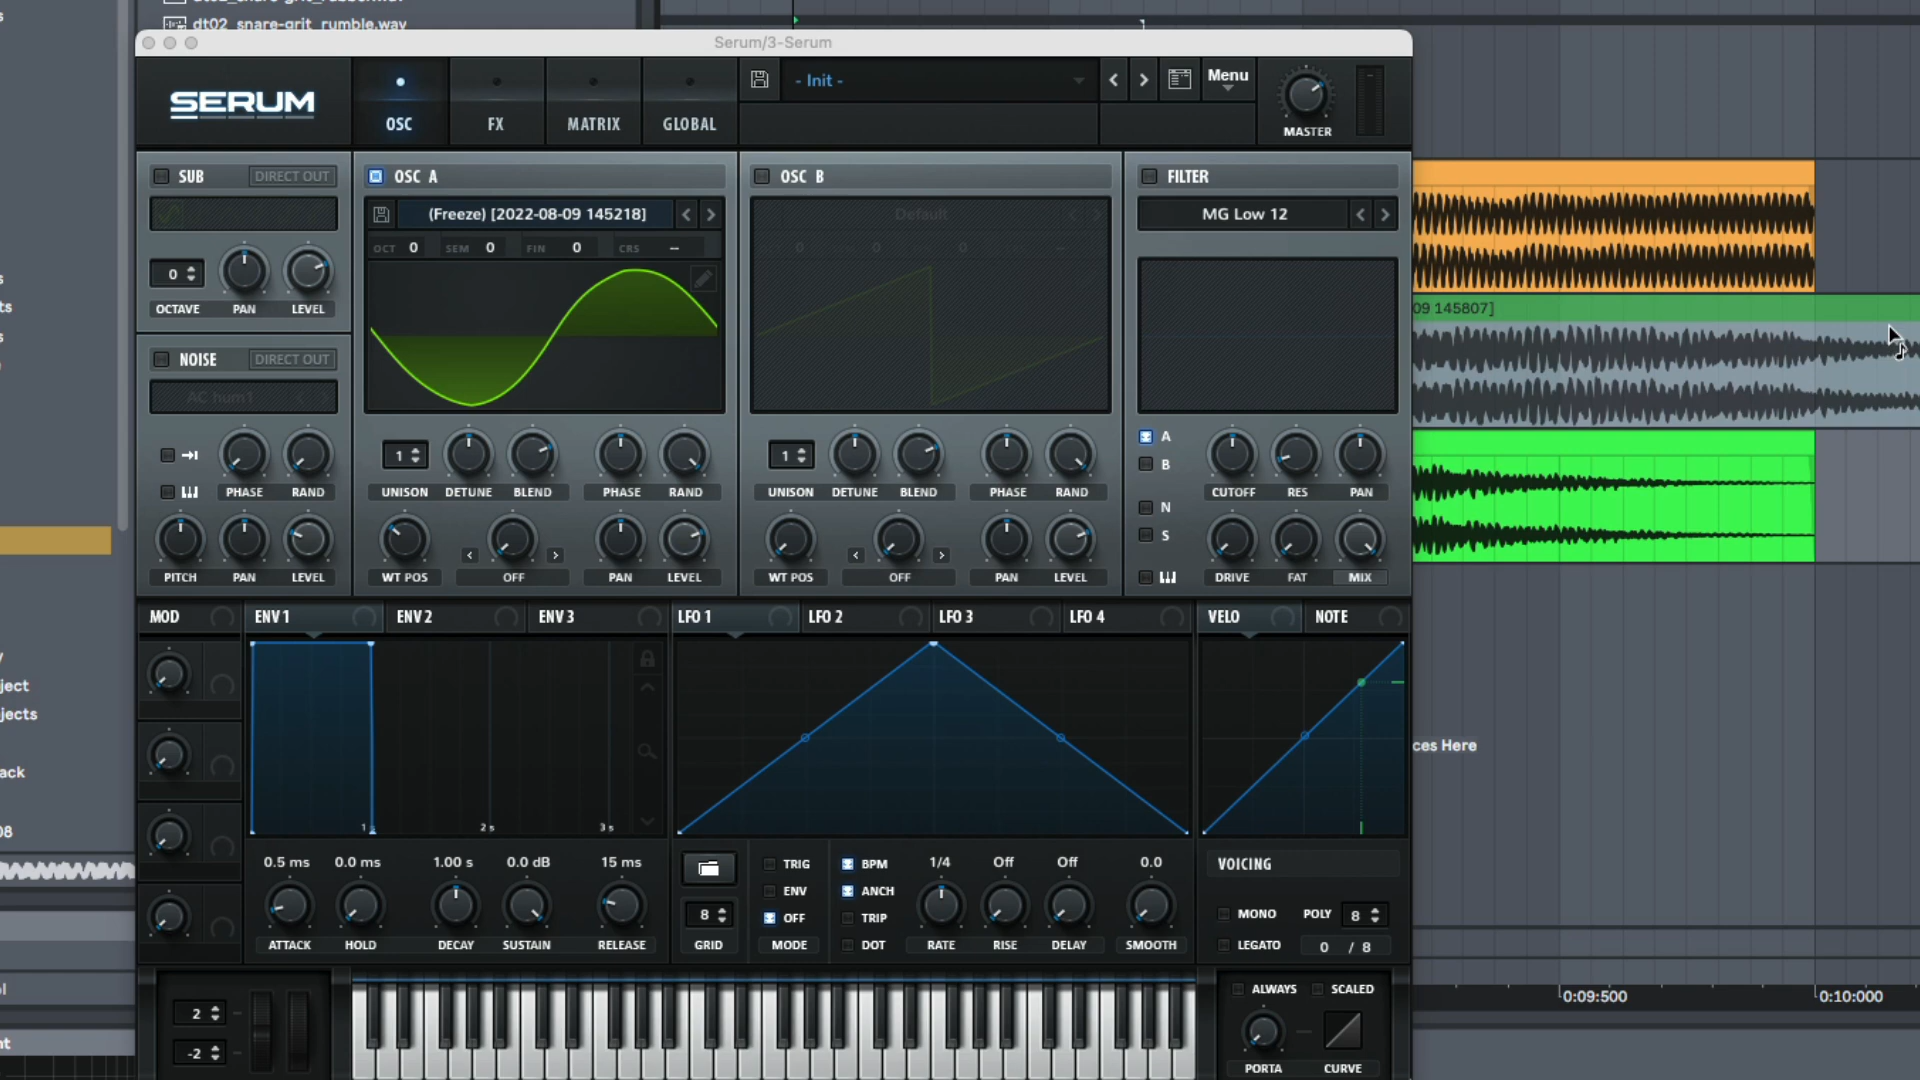 dt02_snare-grit_rumble.wav
Serum/3-Serum
SERUM
OSC
FX
MATRIX
GLOBAL
- Init -
Menu
MASTER
SUB
DIRECT OUT
OSC A
OSC B
FILTER
(Freeze) [2022-08-09 145218]
Default
MG Low 12
OCT 0
SEM 0
FIN 0
CRS --
0
OCTAVE
PAN
LEVEL
09 145807]
NOISE
DIRECT OUT
AC hum1
1
1
A
B
PHASE
RAND
UNISON
DETUNE
BLEND
PHASE
RAND
UNISON
DETUNE
BLEND
PHASE
RAND
CUTOFF
RES
PAN
N
S
PITCH
PAN
LEVEL
WT POS
OFF
PAN
LEVEL
WT POS
OFF
PAN
LEVEL
DRIVE
FAT
MIX
MOD
ENV 1
ENV 2
ENV 3
LFO 1
LFO 2
LFO 3
LFO 4
VELO
NOTE
ject
jects
ack
08
ces Here
1
2 s
3 s
0.5 ms
0.0 ms
1.00 s
0.0 dB
15 ms
ATTACK
HOLD
DECAY
SUSTAIN
RELEASE
8
GRID
TRIG
ENV
OFF
MODE
BPM
ANCH
TRIP
DOT
1/4
Off
Off
0.0
RATE
RISE
DELAY
SMOOTH
VOICING
MONO
POLY 8
LEGATO
0 / 8
2
-2
ALWAYS
SCALED
PORTA
CURVE
0:09:500
0:10:000